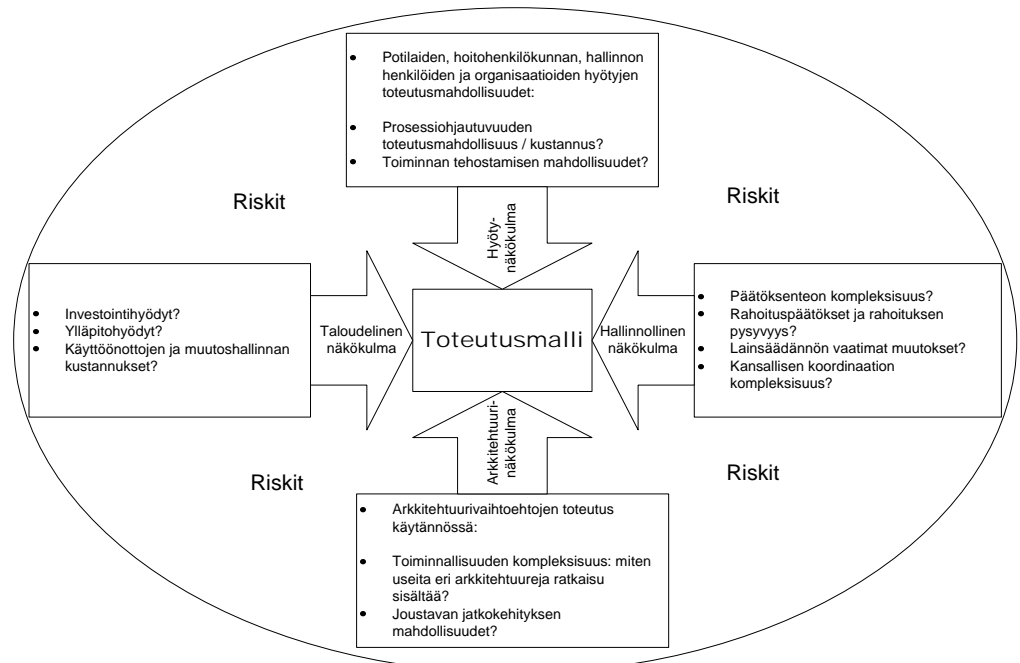 • Potilaiden, hoitohenkilökunnan, hallinnon
henkilöiden ja organisaatioiden hyötyjen
toteutusmahdollisuudet:
• Prosessiohjautuvuuden
toteutusmahdollisuus / kustannus?
• Toiminnan tehostamisen mahdollisuudet?
Riskit
Riskit
Hyöty-
näkökulma
• Investointihyödyt?
• Ylläpitohyödyt?
• Käyttöönottojen ja muutoshallinnan
kustannukset?
Taloudelinen
näkökulma
Toteutusmalli
Hallinnollinen
näkökulma
• Päätöksenteon kompleksisuus?
• Rahoituspäätökset ja rahoituksen
pysyvyys?
• Lainsäädännön vaatimat muutokset?
• Kansallisen koordinaation
kompleksisuus?
Arkkitehtuuri-
näkökulma
Riskit
Riskit
• Arkkitehtuurivaihtoehtojen toteutus
käytännössä:
• Toiminnallisuuden kompleksisuus: miten
useita eri arkkitehtuureja ratkaisu
sisältää?
• Joustavan jatkokehityksen
mahdollisuudet?